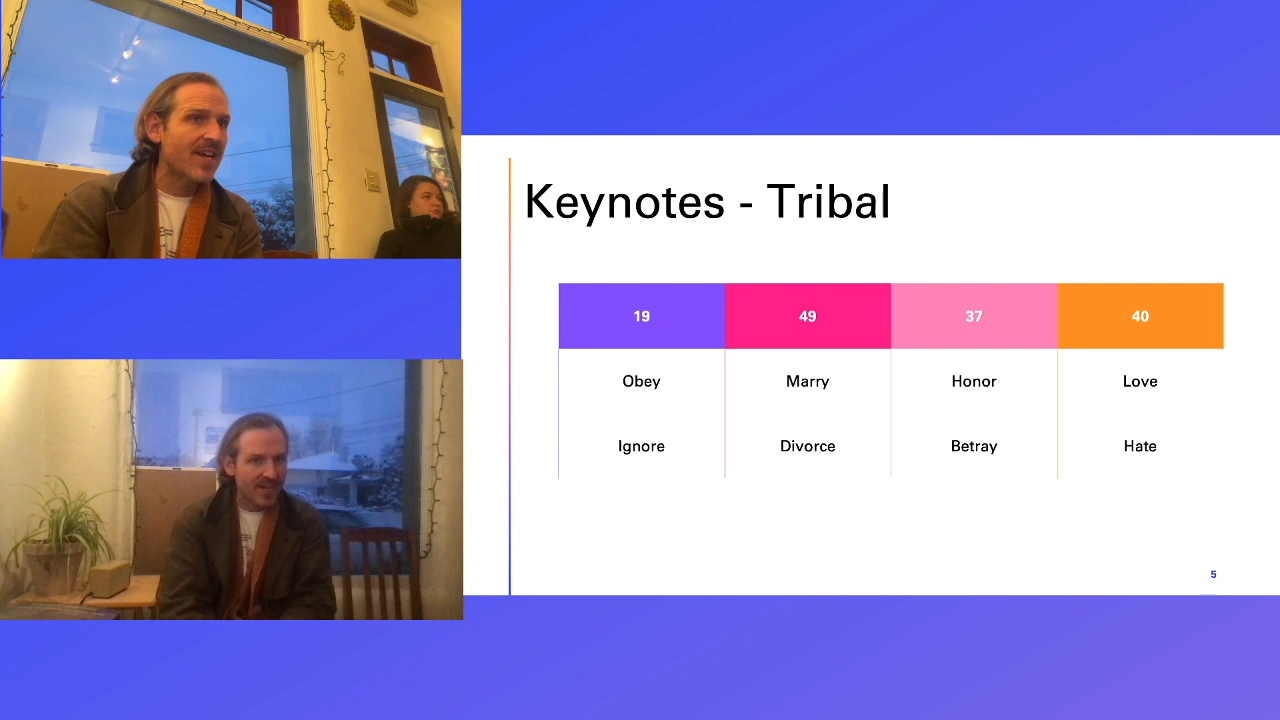 Keynotes - Tribal
19 49 37 40
Obey Marry Honor Love
Ignore Divorce Betray Hate
5